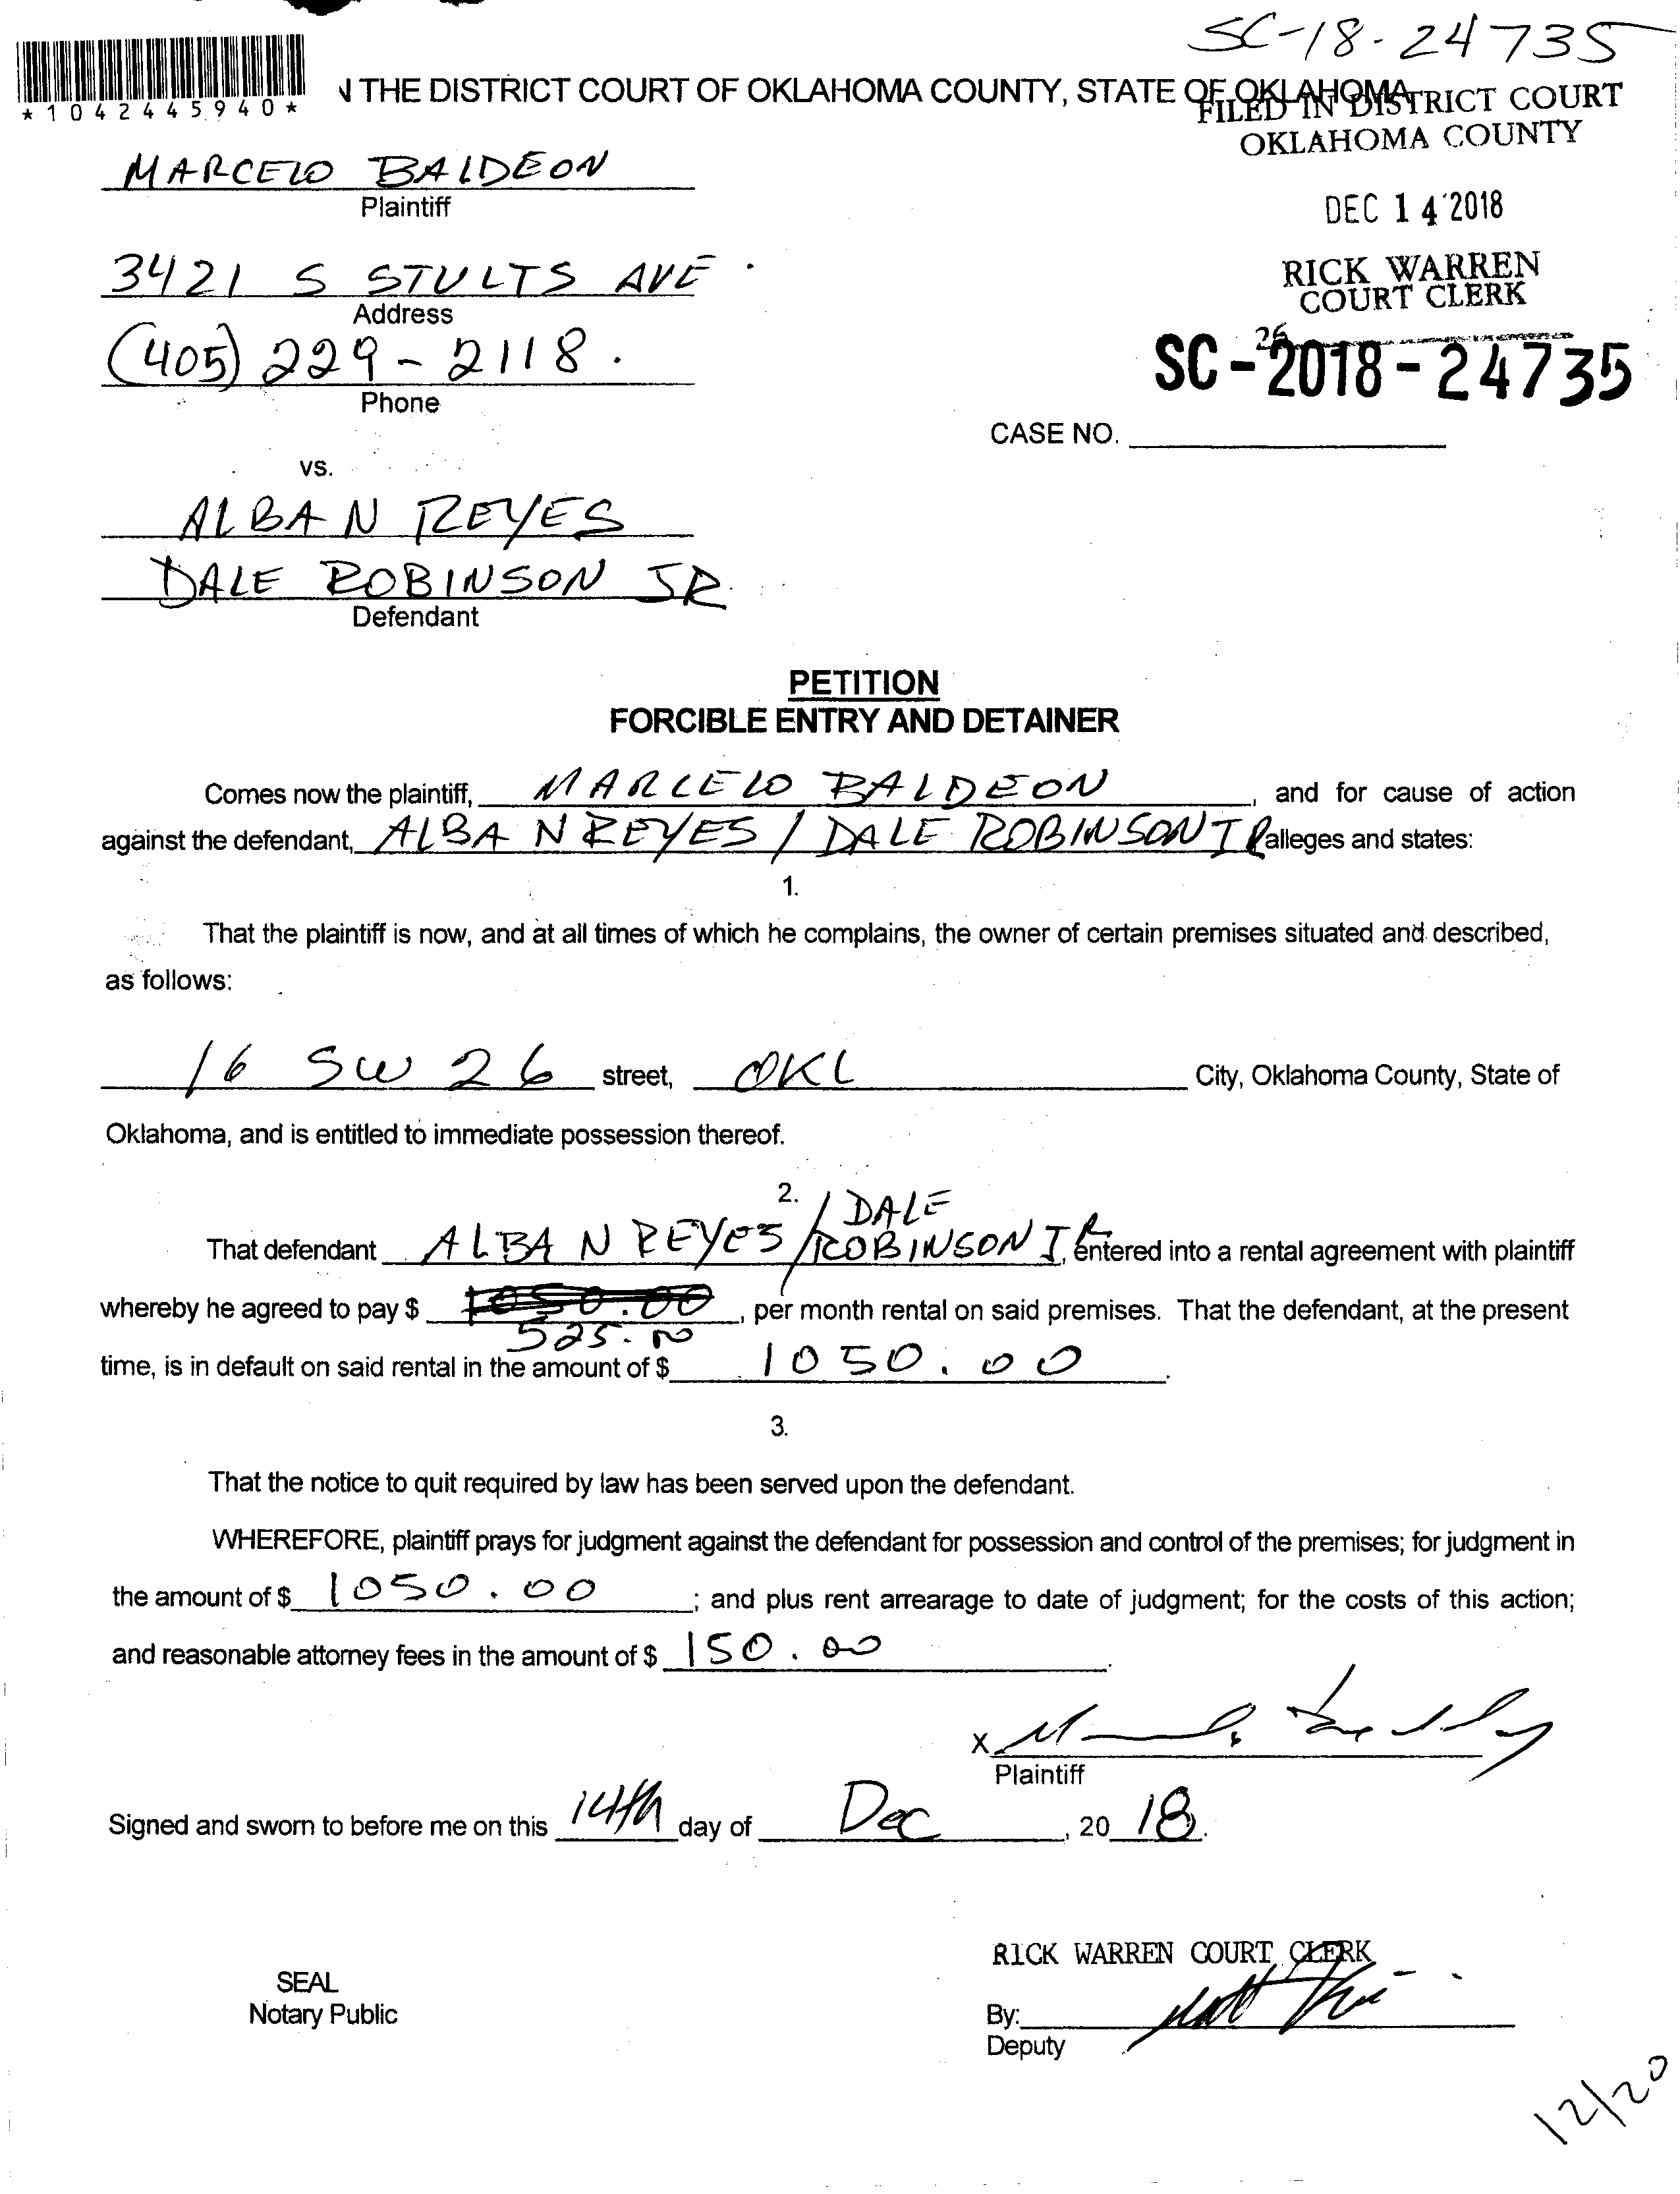 SC-18-24735
*1042445940*
N THE DISTRICT COURT OF OKLAHOMA COUNTY, STATE OF OKLAHOMA
FILED IN DISTRICT COURT
OKLAHOMA COUNTY
MARCELO BALDEON
Plaintiff
DEC 14 2018
3421 S STULTS AVE.
Address
RICK WARREN
COURT CLERK
(405) 229-2118.
Phone
26
SC-2018-24735
CASE NO.
vs.
ALBA N REYES
DALE ROBINSON JR.
Defendant
PETITION
FORCIBLE ENTRY AND DETAINER
Comes now the plaintiff, MARCELO BALDEON, and for cause of action
against the defendant, ALBA N REYES / DALE ROBINSON JR alleges and states:
1.
That the plaintiff is now, and at all times of which he complains, the owner of certain premises situated and described,
as follows:
16 SW 26 street, OKL City, Oklahoma County, State of
Oklahoma, and is entitled to immediate possession thereof.
2.
That defendant ALBA N REYES / DALE ROBINSON JR, entered into a rental agreement with plaintiff
whereby he agreed to pay $ 1050.00, per month rental on said premises. That the defendant, at the present
525.00
time, is in default on said rental in the amount of $ 1050.00.
3.
That the notice to quit required by law has been served upon the defendant.
WHEREFORE, plaintiff prays for judgment against the defendant for possession and control of the premises; for judgment in
the amount of $ 1050.00; and plus rent arrearage to date of judgment; for the costs of this action;
and reasonable attorney fees in the amount of $ 150.00.
X
Plaintiff
Signed and sworn to before me on this 14th day of Dec, 2018.
RICK WARREN COURT CLERK
SEAL
Notary Public
By:
Deputy
12/20